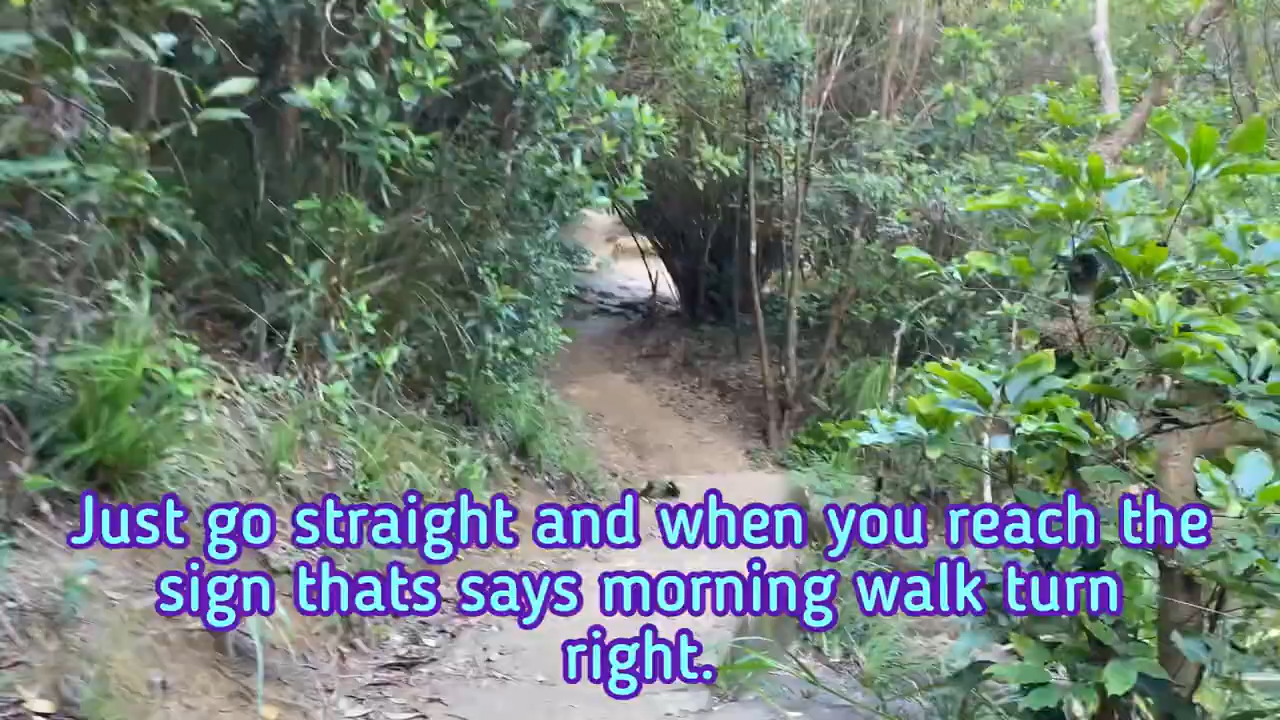 Just go straight and when you reach the
sign thats says morning walk turn
right.